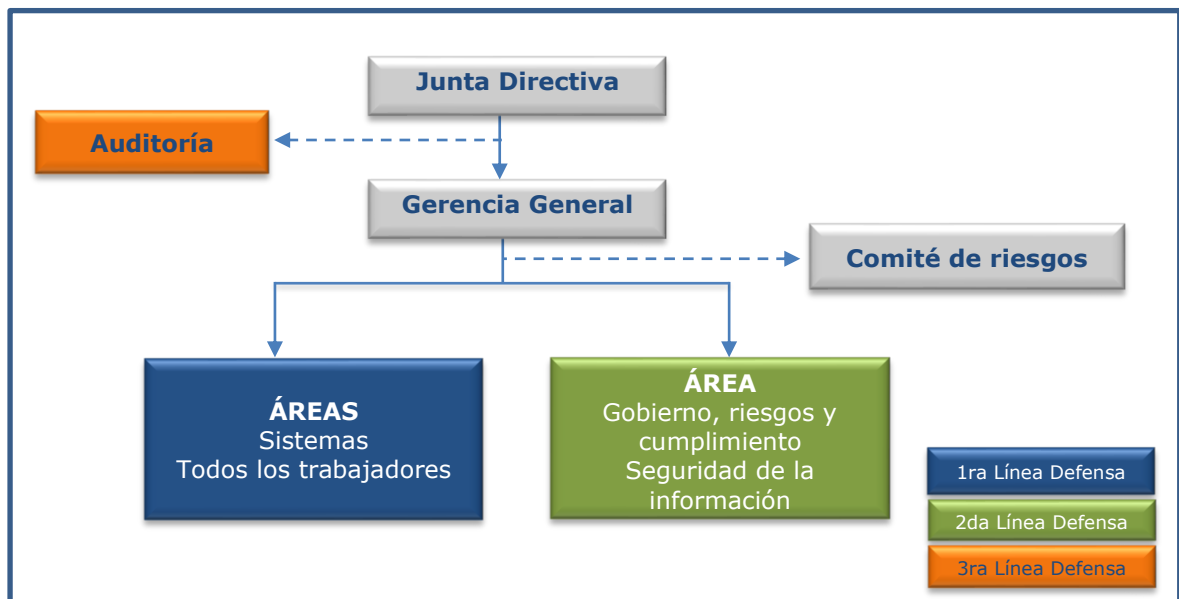 Junta Directiva
Auditoría
Gerencia General
Comité de riesgos
ÁREAS
Sistemas
Todos los trabajadores
ÁREA
Gobierno, riesgos y
cumplimiento
Seguridad de la
información
1ra Línea Defensa
2da Línea Defensa
3ra Línea Defensa